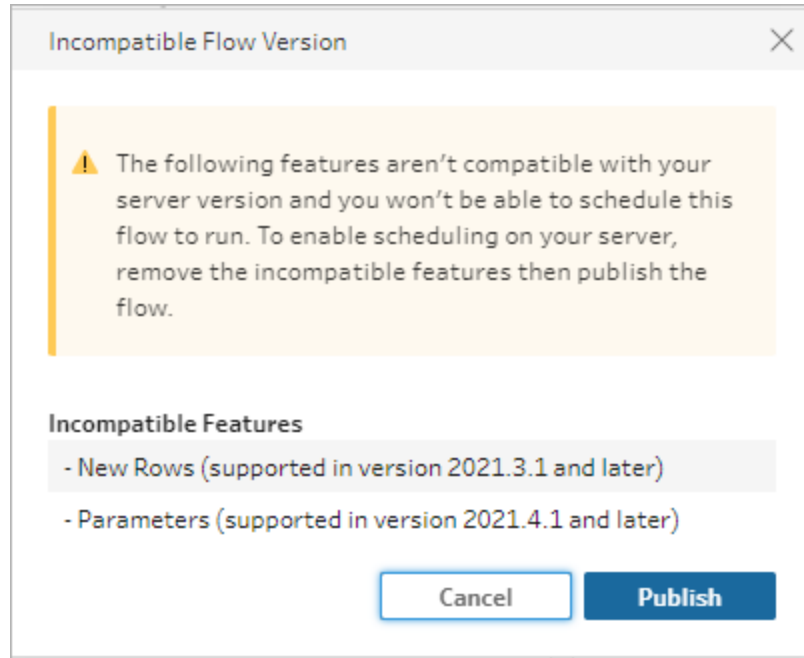 Incompatible Flow Version
The following features aren't compatible with your
server version and you won't be able to schedule this
flow to run. To enable scheduling on your server,
remove the incompatible features then publish the
flow.
Incompatible Features
- New Rows (supported in version 2021.3.1 and later)
- Parameters (supported in version 2021.4.1 and later)
Cancel
Publish